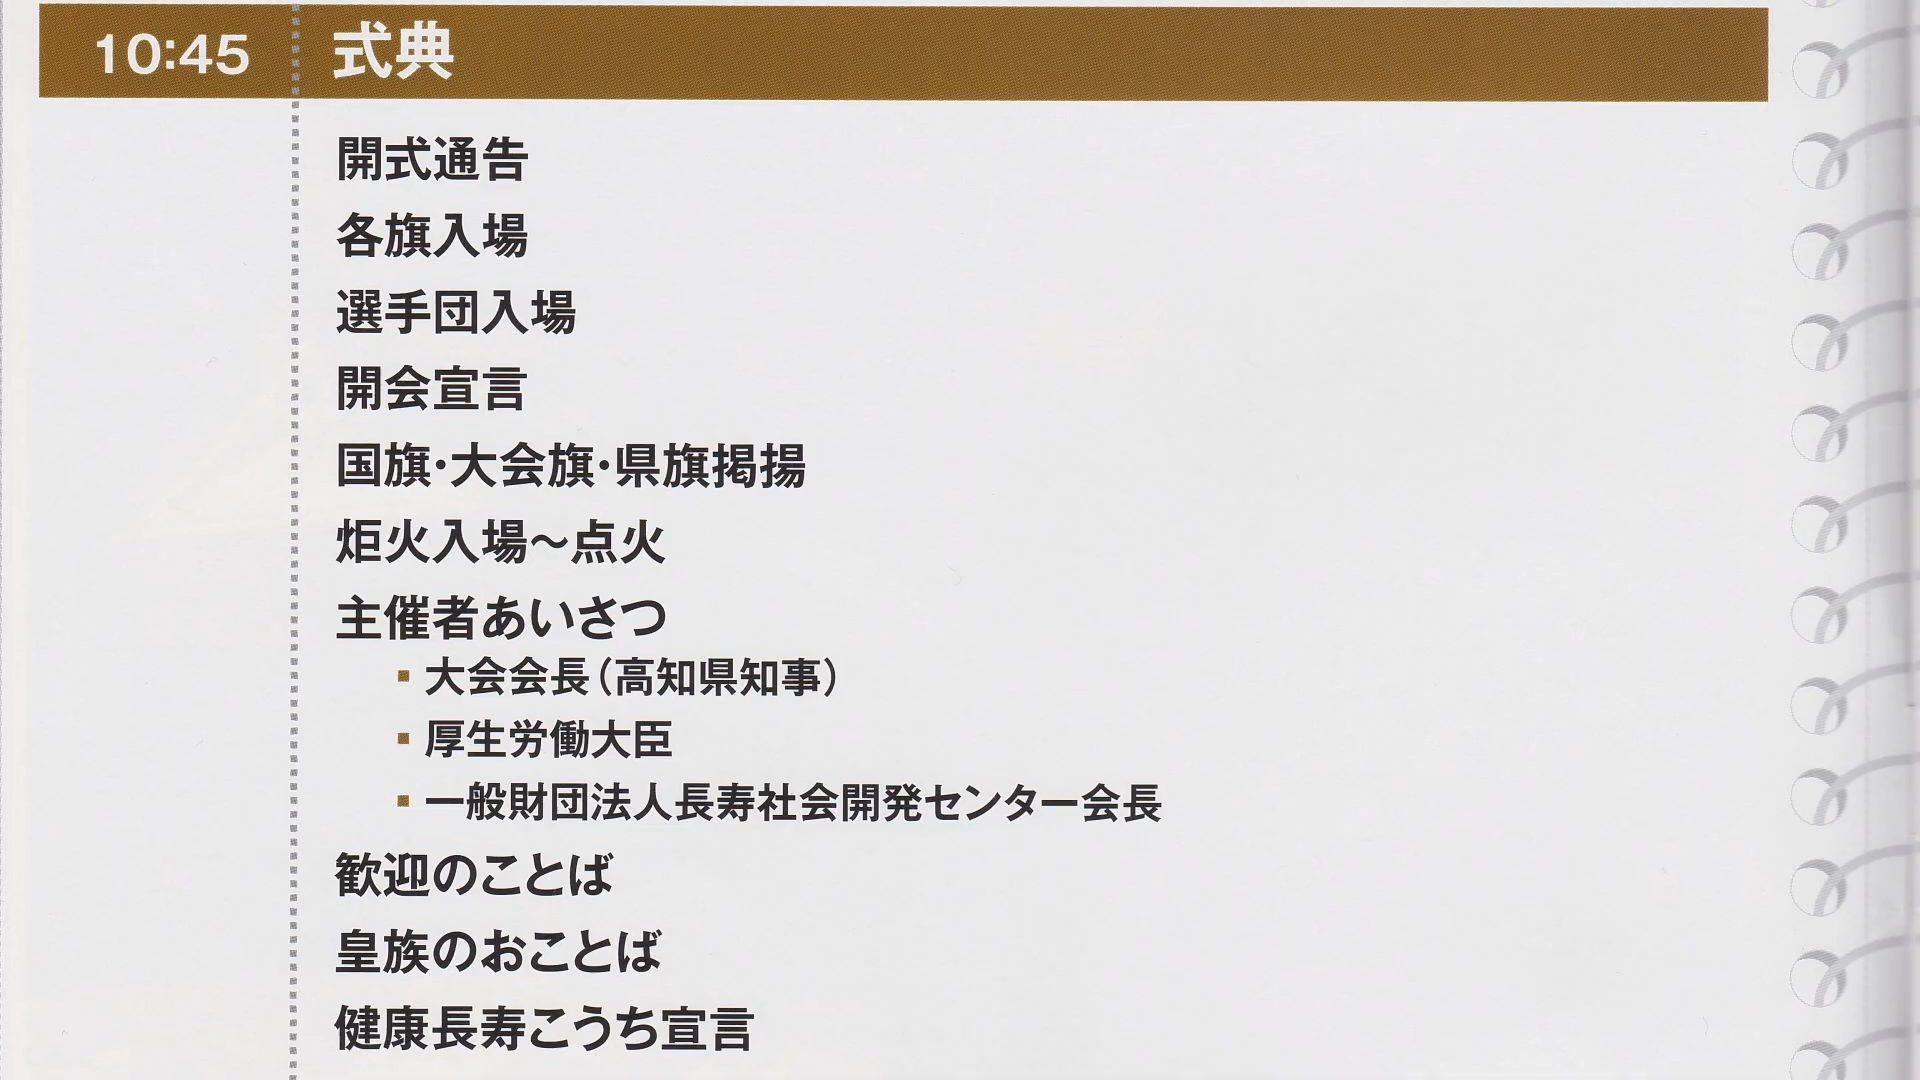 10:45 式典
開式通告
各旗入場
選手団入場
開会宣言
国旗・大会旗・県旗掲揚
炬火入場～点火
主催者あいさつ
▪ 大会会長（高知県知事）
▪ 厚生労働大臣
▪ 一般財団法人長寿社会開発センター会長
歓迎のことば
皇族のおことば
健康長寿こうち宣言